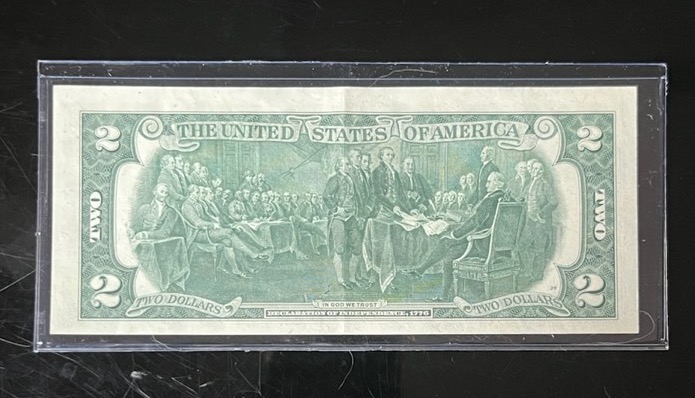 THE UNITED STATES OF AMERICA
2
2
TWO
TWO
2
2
TWO DOLLARS
IN GOD WE TRUST
TWO DOLLARS
DECLARATION OF INDEPENDENCE, 1776